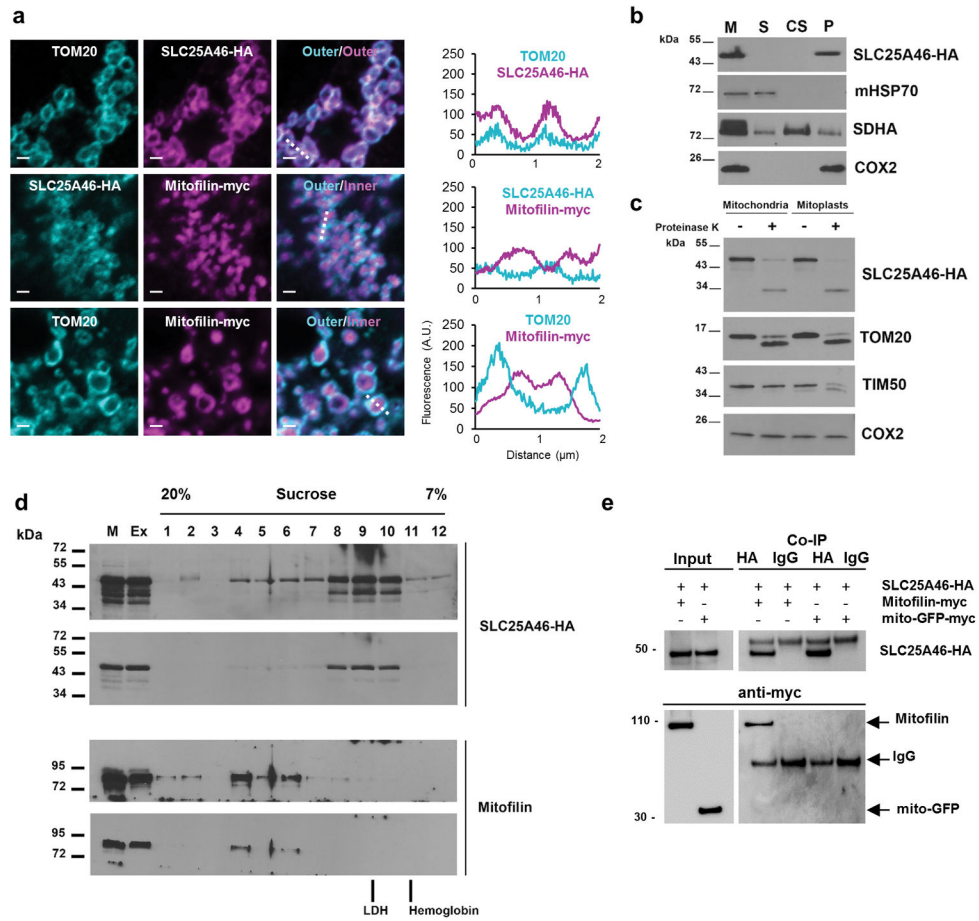 a
TOM20 SLC25A46-HA Outer/Outer
SLC25A46-HA Mitofilin-myc Outer/Inner
TOM20 Mitofilin-myc Outer/Inner
TOM20
SLC25A46-HA
250
200
150
100
50
0
0 1 2
SLC25A46-HA
Mitofilin-myc
250
200
150
100
50
0
0 1 2
TOM20
Mitofilin-myc
250
200
150
100
50
0
0 1 2
Fluorescence (A.U.)
Distance (µm)
b
M S CS P
kDa
55
43
SLC25A46-HA
72
mHSP70
72
SDHA
26
COX2
c
Mitochondria Mitoplasts
Proteinase K - + - +
kDa
55
43
34
SLC25A46-HA
17
TOM20
43
34
TIM50
26
COX2
d
20% Sucrose 7%
kDa M Ex 1 2 3 4 5 6 7 8 9 10 11 12
72
55
43
34
72
55
43
34
SLC25A46-HA
95
72
95
72
Mitofilin
LDH Hemoglobin
e
Co-IP
Input HA IgG HA IgG
+ + + + + + SLC25A46-HA
+ - + + - - Mitofilin-myc
- + - - + + mito-GFP-myc
50 - SLC25A46-HA
anti-myc
110 - Mitofilin
IgG
30 - mito-GFP